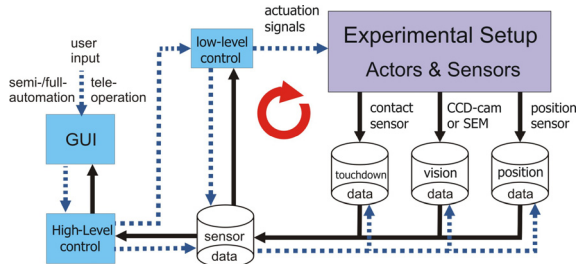 user
input
semi-/full-
automation
tele-
operation
GUI
High-Level
control
low-level
control
actuation
signals
Experimental Setup
Actors & Sensors
contact
sensor
CCD-cam
or SEM
position
sensor
touchdown
data
vision
data
position
data
sensor
data